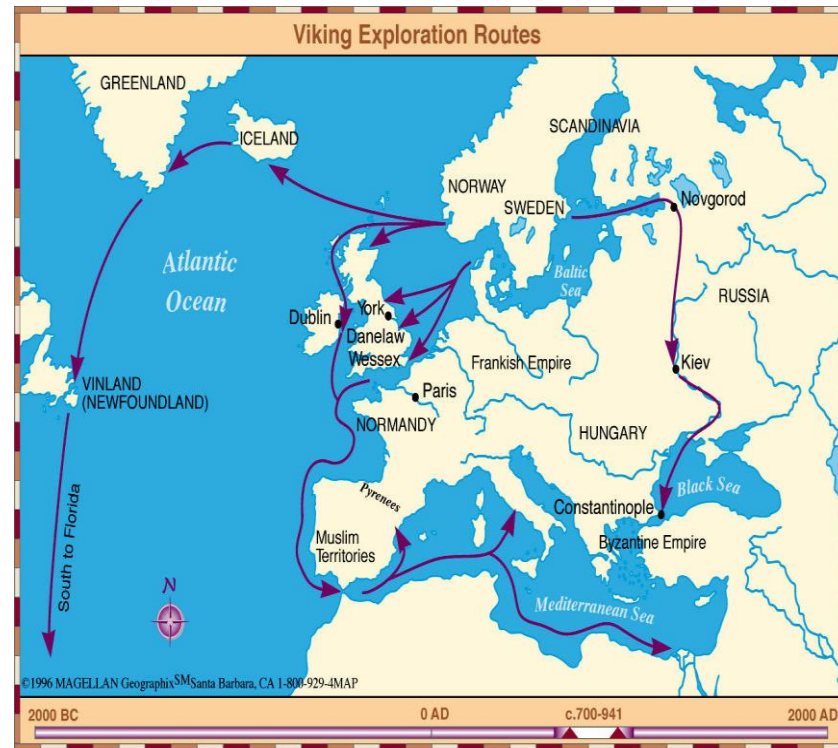 Viking Exploration Routes
GREENLAND
ICELAND
SCANDINAVIA
NORWAY
SWEDEN
Novgorod
Atlantic
Ocean
Baltic
Sea
RUSSIA
Dublin
York
Danelaw
Wessex
Frankish Empire
Kiev
VINLAND
(NEWFOUNDLAND)
Paris
NORMANDY
HUNGARY
Pyrenees
Black Sea
Constantinople
Muslim
Territories
Byzantine Empire
South to Florida
N
Mediterranean Sea
©1996 MAGELLAN GeographixSMSanta Barbara, CA 1-800-929-4MAP
2000 BC
0 AD
c.700-941
2000 AD